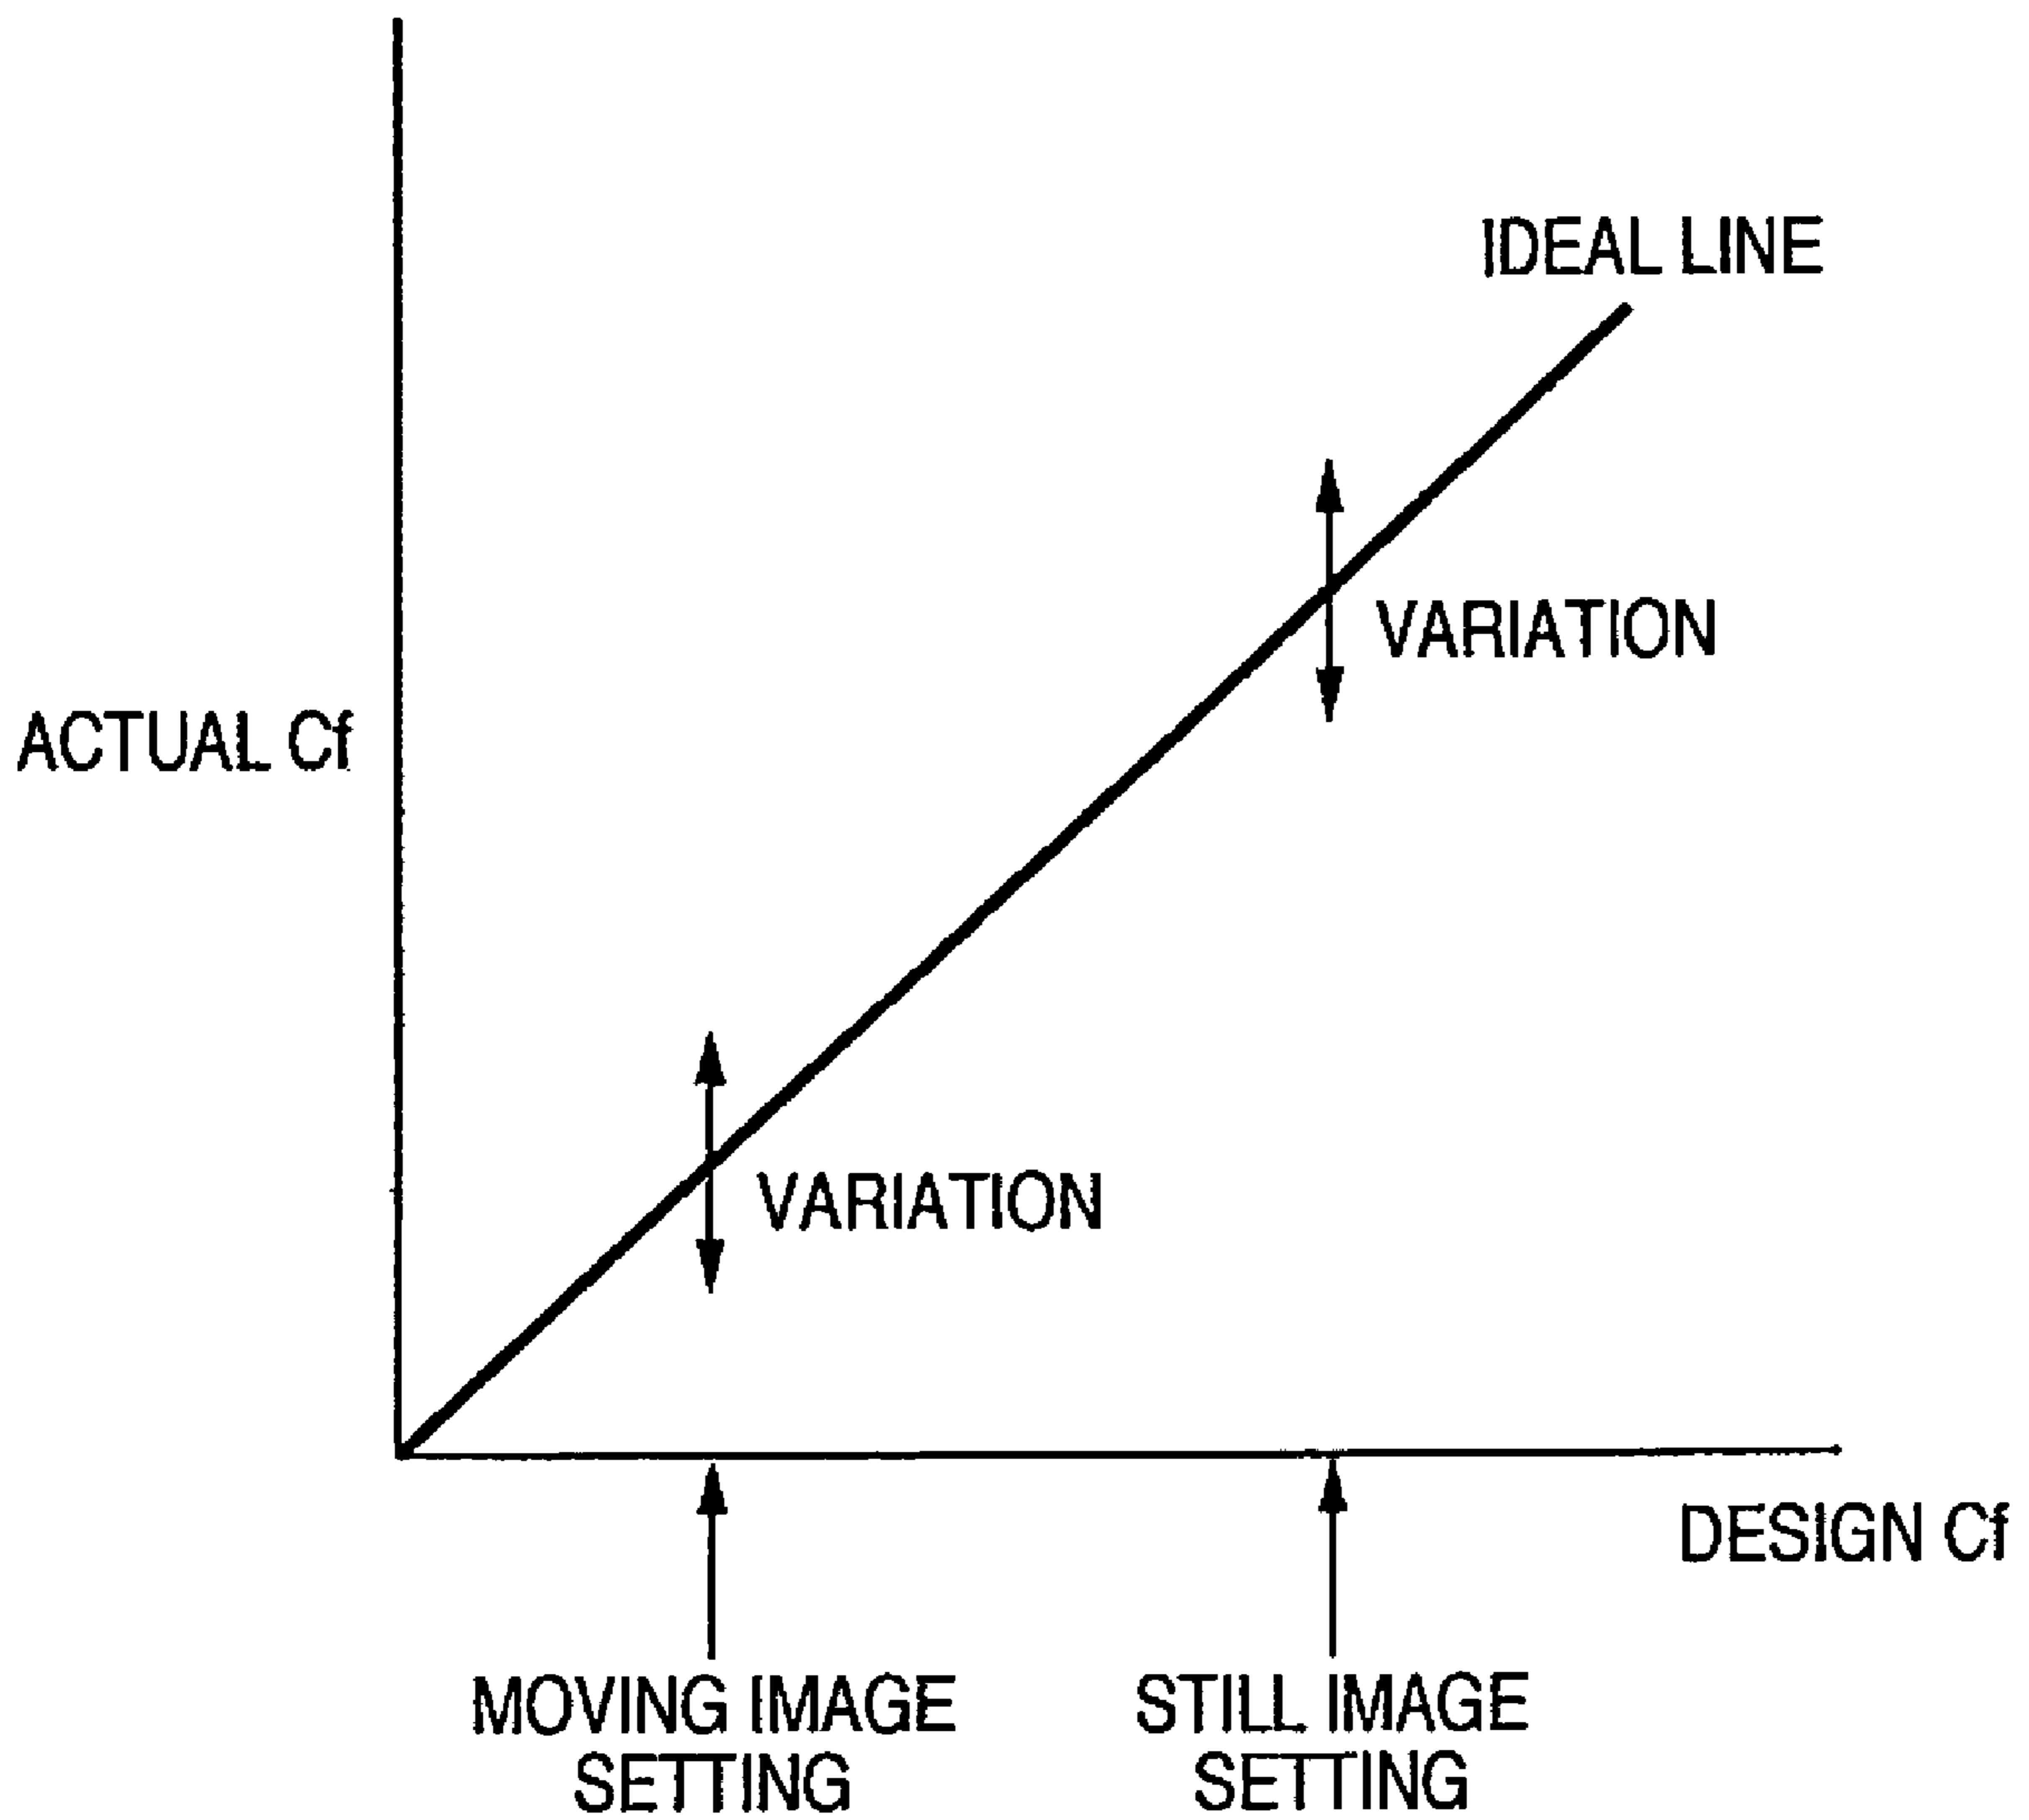 IDEAL LINE
VARIATION
ACTUAL Cf
VARIATION
DESIGN Cf
MOVING IMAGE
SETTING
STILL IMAGE
SETTING